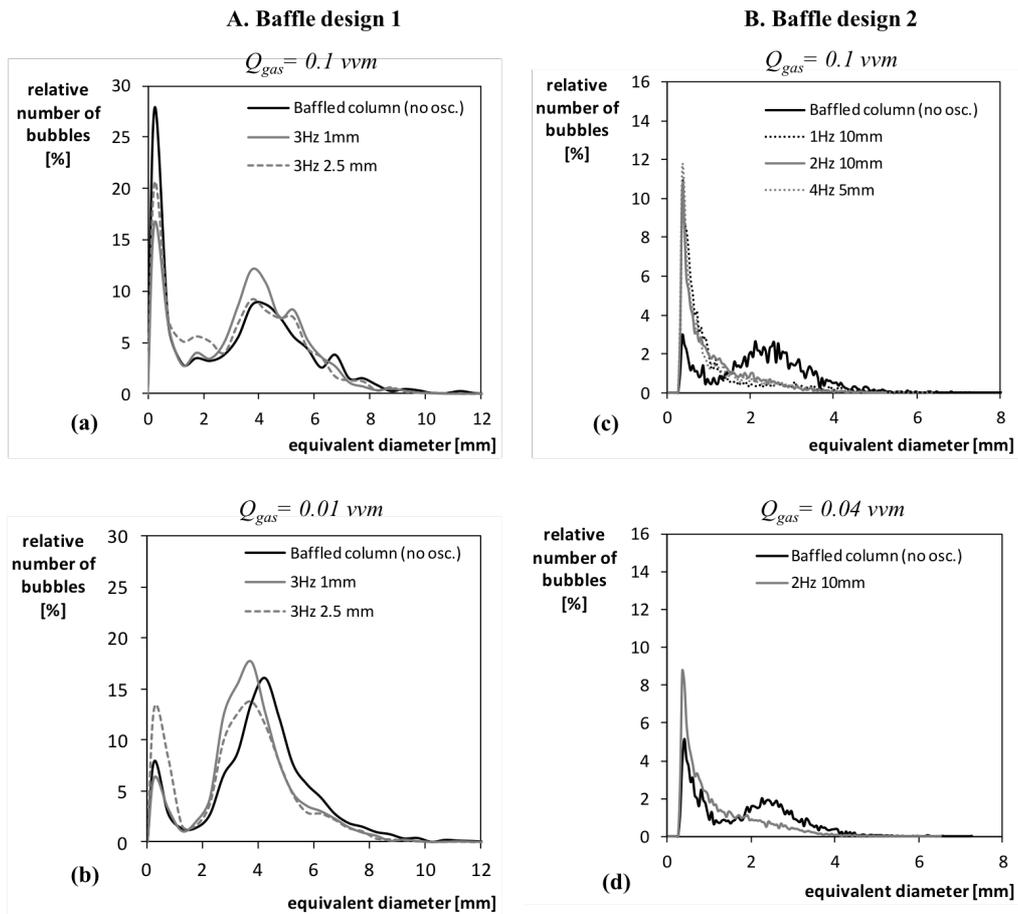 A. Baffle design 1
Qgas= 0.1 vvm
relative
number of
bubbles
[%]
30
25
20
15
10
5
0
Baffled column (no osc.)
3Hz 1mm
3Hz 2.5 mm
0 2 4 6 8 10 12
(a)
equivalent diameter [mm]
B. Baffle design 2
Qgas= 0.1 vvm
relative
number of
bubbles
[%]
16
14
12
10
8
6
4
2
0
Baffled column (no osc.)
1Hz 10mm
2Hz 10mm
4Hz 5mm
0 2 4 6 8
(c)
equivalent diameter [mm]
Qgas= 0.01 vvm
relative
number of
bubbles
[%]
30
25
20
15
10
5
0
Baffled column (no osc.)
3Hz 1mm
3Hz 2.5 mm
0 2 4 6 8 10 12
(b)
equivalent diameter [mm]
Qgas= 0.04 vvm
relative
number of
bubbles
[%]
16
14
12
10
8
6
4
2
0
Baffled column (no osc.)
2Hz 10mm
0 2 4 6 8
(d)
equivalent diameter [mm]